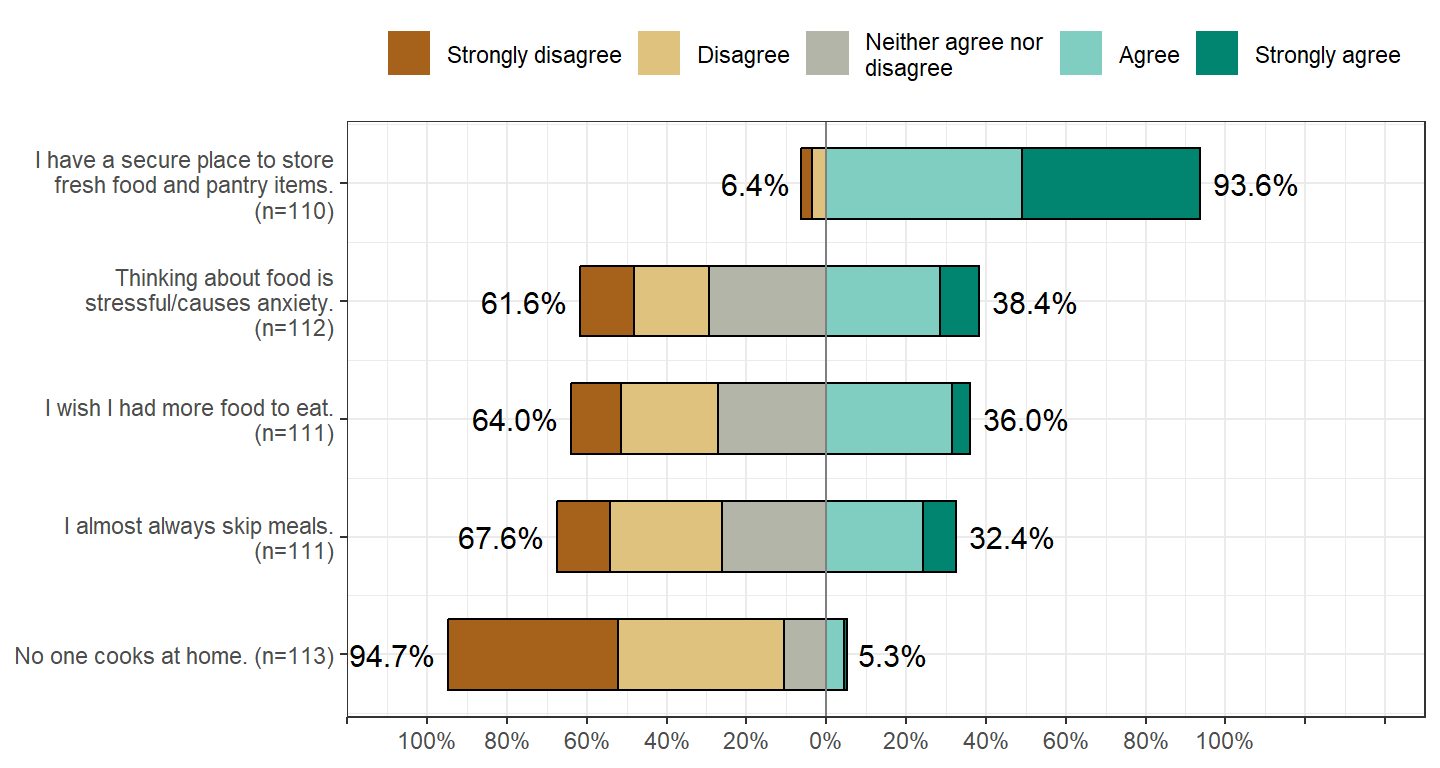 Strongly disagree
Disagree
Neither agree nor
disagree
Agree
Strongly agree
I have a secure place to store
fresh food and pantry items.
(n=110)
6.4%
93.6%
Thinking about food is
stressful/causes anxiety.
(n=112)
61.6%
38.4%
I wish I had more food to eat.
(n=111)
64.0%
36.0%
I almost always skip meals.
(n=111)
67.6%
32.4%
No one cooks at home. (n=113)
94.7%
5.3%
100% 80% 60% 40% 20% 0% 20% 40% 60% 80% 100%